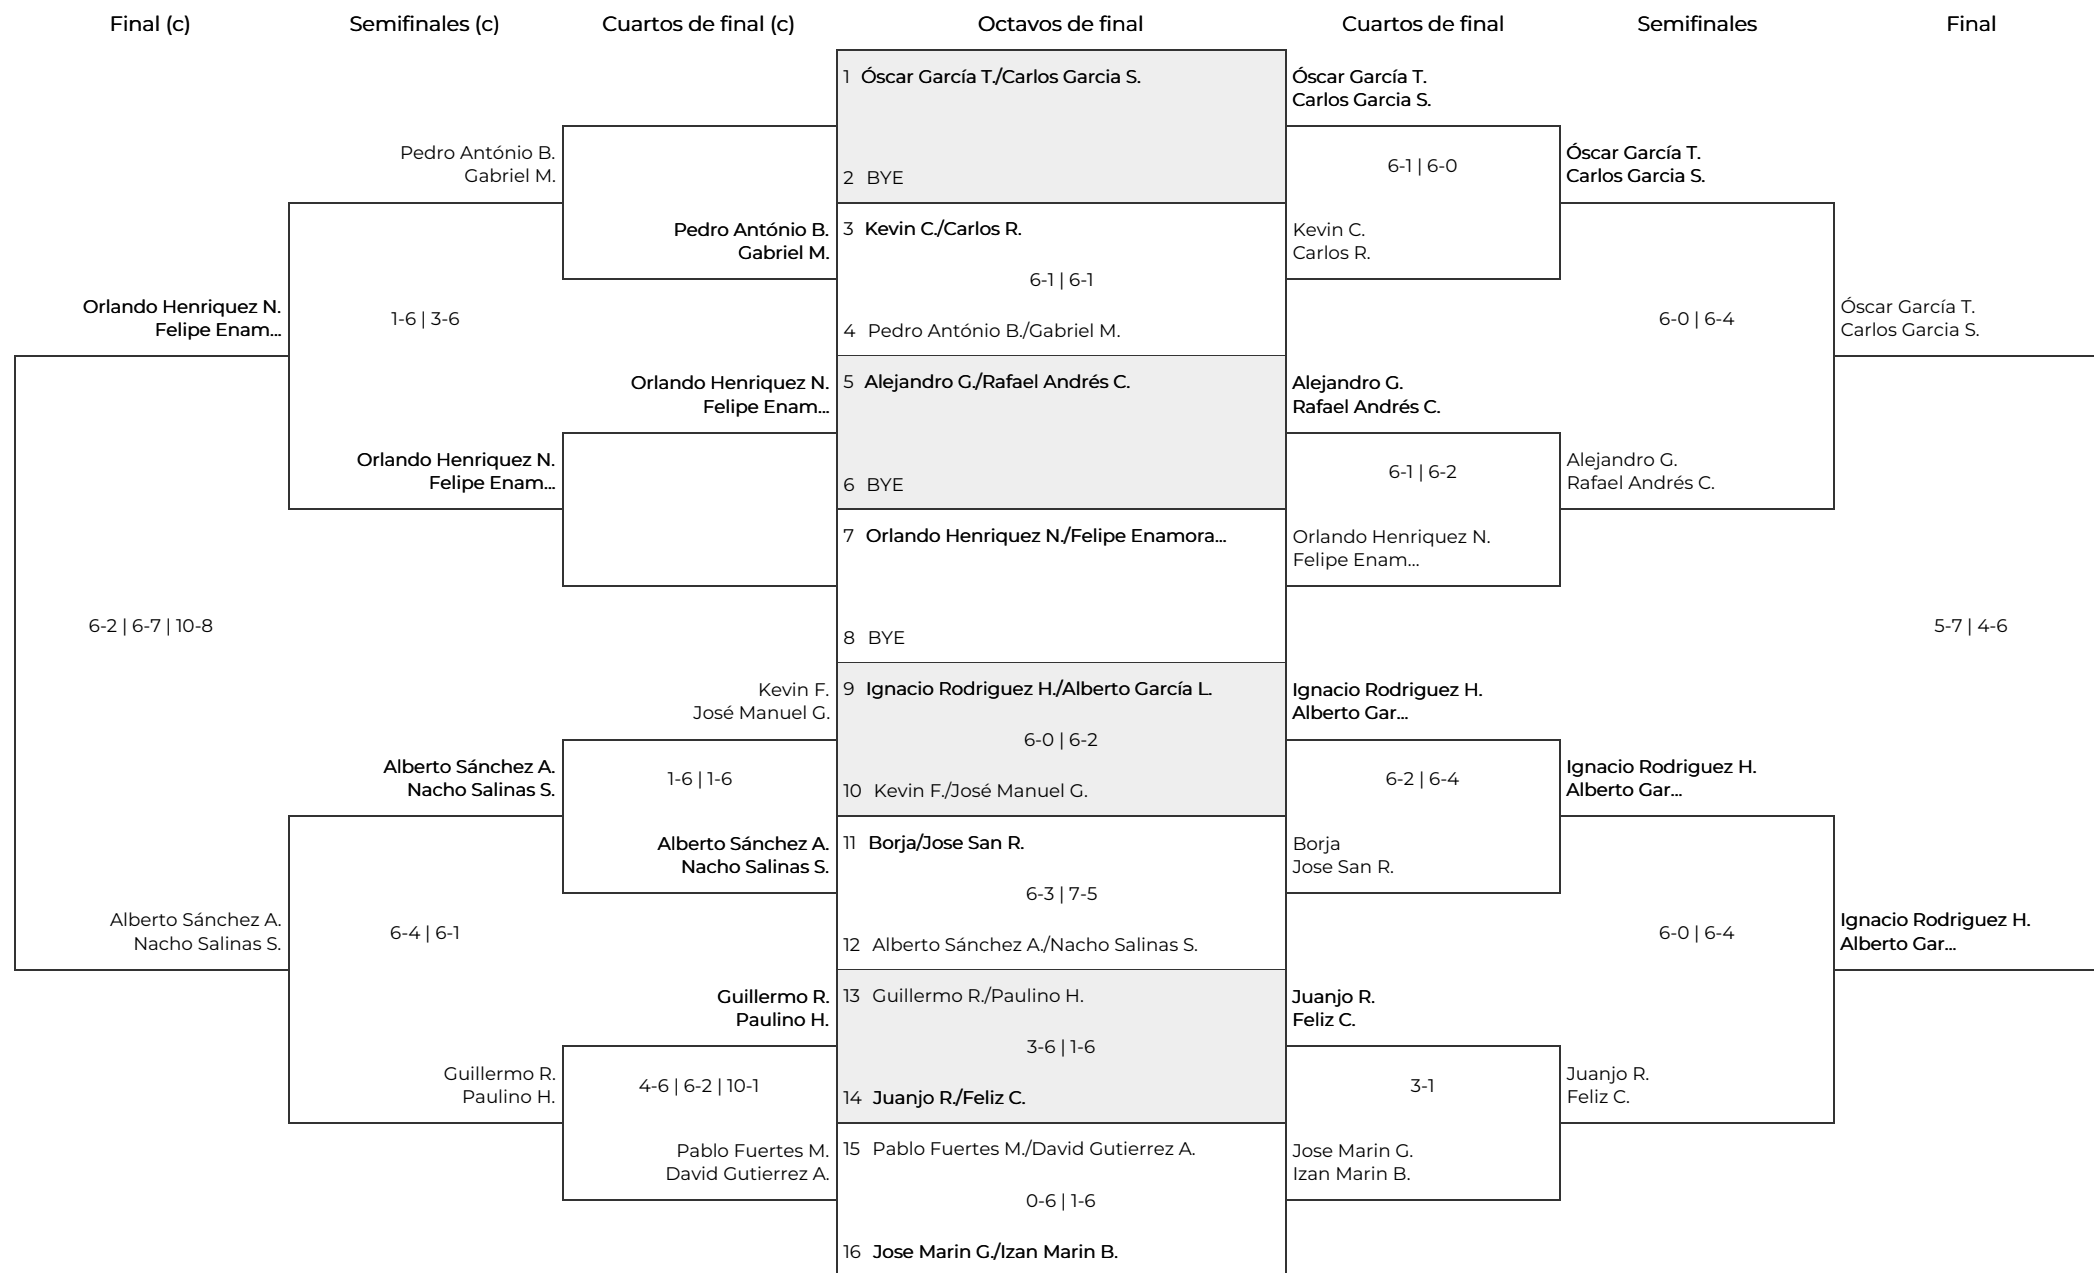 Final (c)
Semifinales (c)
Cuartos de final (c)
Octavos de final
Cuartos de final
Semifinales
Final
Orlando Henriquez N.
Felipe Enam...
6-2 | 6-7 | 10-8
Alberto Sánchez A.
Nacho Salinas S.
Pedro António B.
Gabriel M.
1-6 | 3-6
Orlando Henriquez N.
Felipe Enam...
Alberto Sánchez A.
Nacho Salinas S.
6-4 | 6-1
Guillermo R.
Paulino H.
Pedro António B.
Gabriel M.
Orlando Henriquez N.
Felipe Enam...
Kevin F.
José Manuel G.
1-6 | 1-6
Alberto Sánchez A.
Nacho Salinas S.
Guillermo R.
Paulino H.
4-6 | 6-2 | 10-1
Pablo Fuertes M.
David Gutierrez A.
1 Óscar García T./Carlos Garcia S.
2 BYE
3 Kevin C./Carlos R.
6-1 | 6-1
4 Pedro António B./Gabriel M.
5 Alejandro G./Rafael Andrés C.
6 BYE
7 Orlando Henriquez N./Felipe Enamora...
8 BYE
9 Ignacio Rodriguez H./Alberto García L.
6-0 | 6-2
10 Kevin F./José Manuel G.
11 Borja/Jose San R.
6-3 | 7-5
12 Alberto Sánchez A./Nacho Salinas S.
13 Guillermo R./Paulino H.
3-6 | 1-6
14 Juanjo R./Feliz C.
15 Pablo Fuertes M./David Gutierrez A.
0-6 | 1-6
16 Jose Marin G./Izan Marin B.
Óscar García T.
Carlos Garcia S.
6-1 | 6-0
Kevin C.
Carlos R.
Alejandro G.
Rafael Andrés C.
6-1 | 6-2
Orlando Henriquez N.
Felipe Enam...
Ignacio Rodriguez H.
Alberto Gar...
6-2 | 6-4
Borja
Jose San R.
Juanjo R.
Feliz C.
3-1
Jose Marin G.
Izan Marin B.
Óscar García T.
Carlos Garcia S.
6-0 | 6-4
Alejandro G.
Rafael Andrés C.
Ignacio Rodriguez H.
Alberto Gar...
6-0 | 6-4
Juanjo R.
Feliz C.
Óscar García T.
Carlos Garcia S.
5-7 | 4-6
Ignacio Rodriguez H.
Alberto Gar...